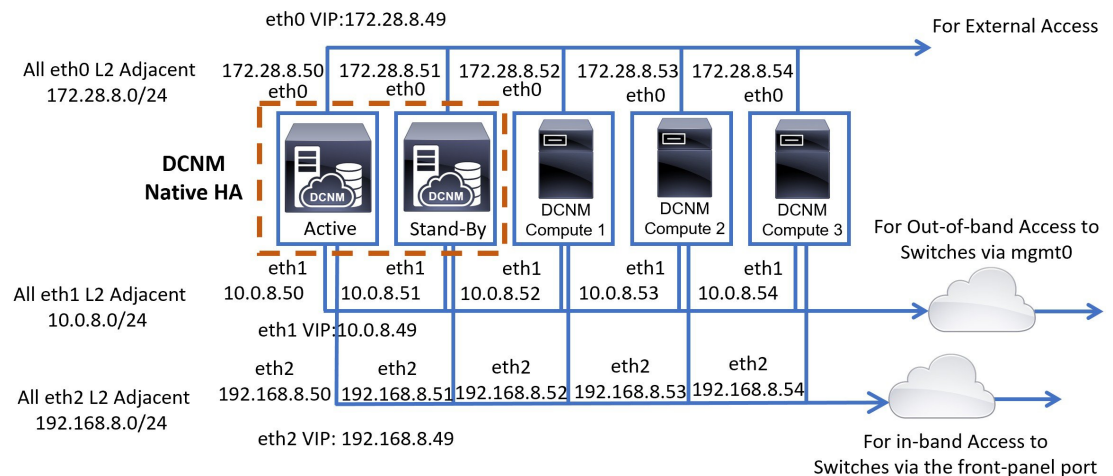 eth0 VIP:172.28.8.49
For External Access
All eth0 L2 Adjacent
172.28.8.0/24
172.28.8.50
eth0
172.28.8.51
eth0
172.28.8.52
eth0
172.28.8.53
eth0
172.28.8.54
eth0
DCNM
Native HA
DCNM
Active
DCNM
Stand-By
DCNM
Compute 1
DCNM
Compute 2
DCNM
Compute 3
For Out-of-band Access to
Switches via mgmt0
All eth1 L2 Adjacent
10.0.8.0/24
eth1
10.0.8.50
eth1
10.0.8.51
eth1
10.0.8.52
eth1
10.0.8.53
eth1
10.0.8.54
eth1 VIP:10.0.8.49
All eth2 L2 Adjacent
192.168.8.0/24
eth2
192.168.8.50
eth2
192.168.8.51
eth2
192.168.8.52
eth2
192.168.8.53
eth2
192.168.8.54
eth2 VIP: 192.168.8.49
For in-band Access to
Switches via the front-panel port